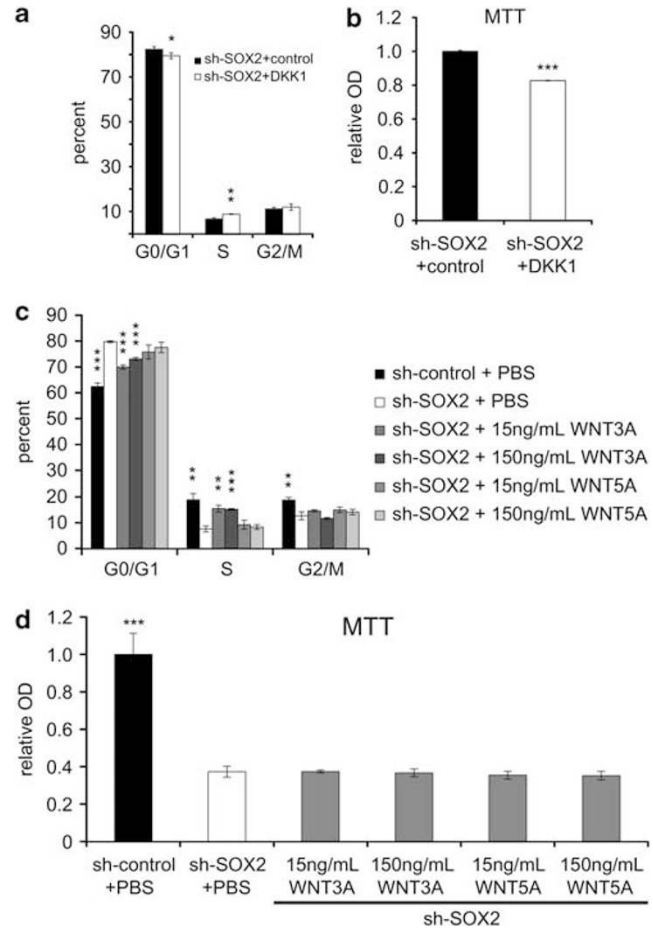 a
90
70
50
30
10
percent
*
sh-SOX2+control
sh-SOX2+DKK1
**
G0/G1 S G2/M
b
MTT
1.2
1.0
0.8
0.6
0.4
0.2
0
relative OD
***
sh-SOX2 +control
sh-SOX2 +DKK1
c
90
80
70
60
50
40
30
20
10
0
percent
*** *** ***
** ** ***
**
G0/G1 S G2/M
sh-control + PBS
sh-SOX2 + PBS
sh-SOX2 + 15ng/mL WNT3A
sh-SOX2 + 150ng/mL WNT3A
sh-SOX2 + 15ng/mL WNT5A
sh-SOX2 + 150ng/mL WNT5A
d
MTT
1.2
1.0
0.8
0.6
0.4
0.2
0
relative OD
***
sh-control +PBS
sh-SOX2 +PBS
15ng/mL WNT3A
150ng/mL WNT3A
15ng/mL WNT5A
150ng/mL WNT5A
sh-SOX2